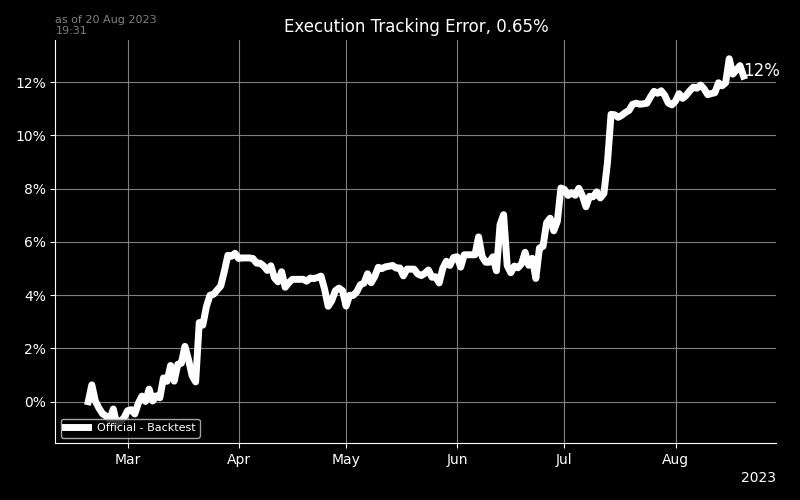 as of 20 Aug 2023
19:31
Execution Tracking Error, 0.65%
12%
12%
10%
8%
6%
4%
2%
0%
Official - Backtest
Mar Apr May Jun Jul Aug
2023